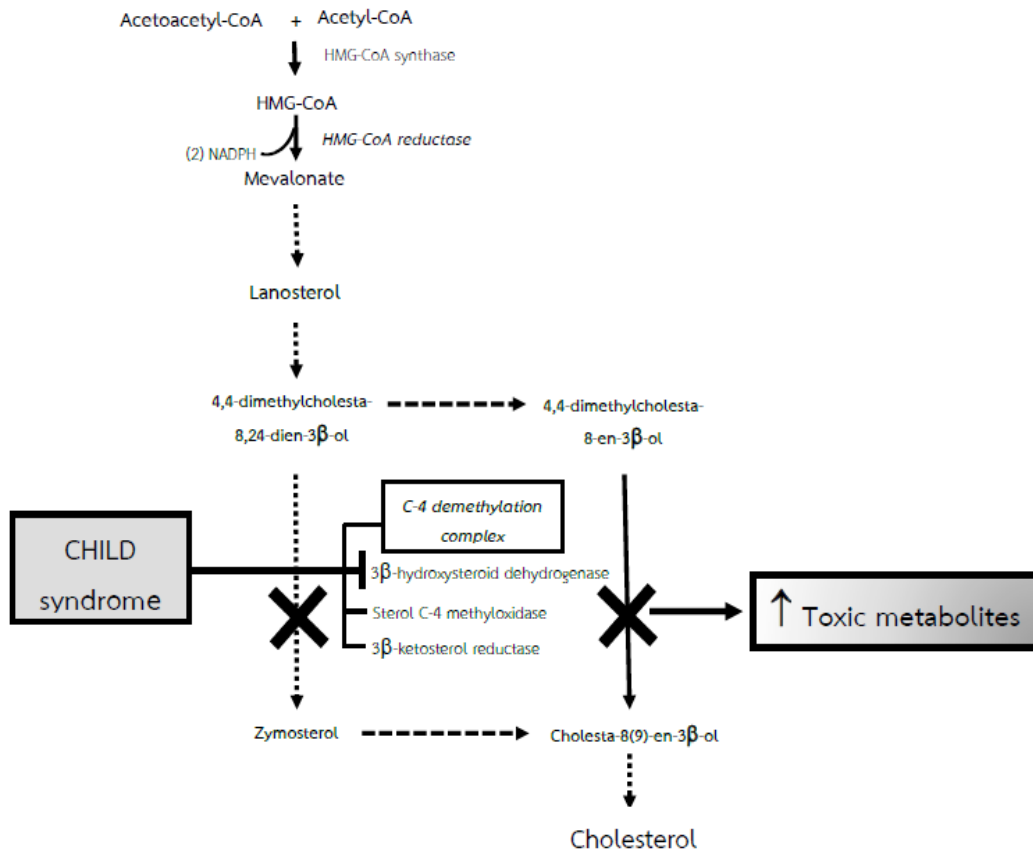 Acetoacetyl-CoA + Acetyl-CoA
HMG-CoA synthase
HMG-CoA
HMG-CoA reductase
(2) NADPH
Mevalonate
Lanosterol
4,4-dimethylcholesta-
8,24-dien-3β-ol
4,4-dimethylcholesta-
8-en-3β-ol
C-4 demethylation
complex
CHILD
syndrome
3β-hydroxysteroid dehydrogenase
Sterol C-4 methyloxidase
3β-ketosterol reductase
↑ Toxic metabolites
Zymosterol
Cholesta-8(9)-en-3β-ol
Cholesterol